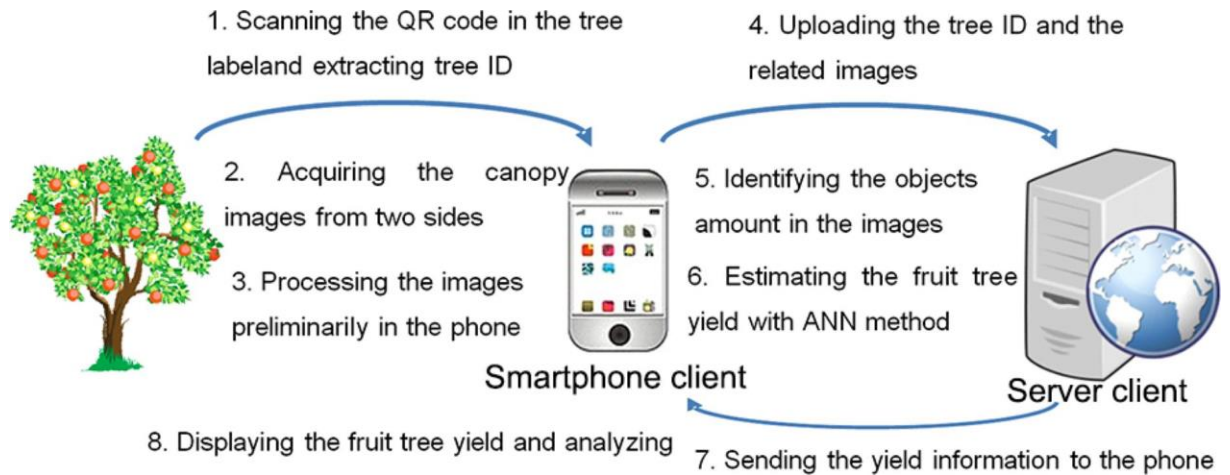 1. Scanning the QR code in the tree
labeland extracting tree ID
2. Acquiring the canopy
images from two sides
3. Processing the images
preliminarily in the phone
Smartphone client
4. Uploading the tree ID and the
related images
5. Identifying the objects
amount in the images
6. Estimating the fruit tree
yield with ANN method
Server client
7. Sending the yield information to the phone
8. Displaying the fruit tree yield and analyzing